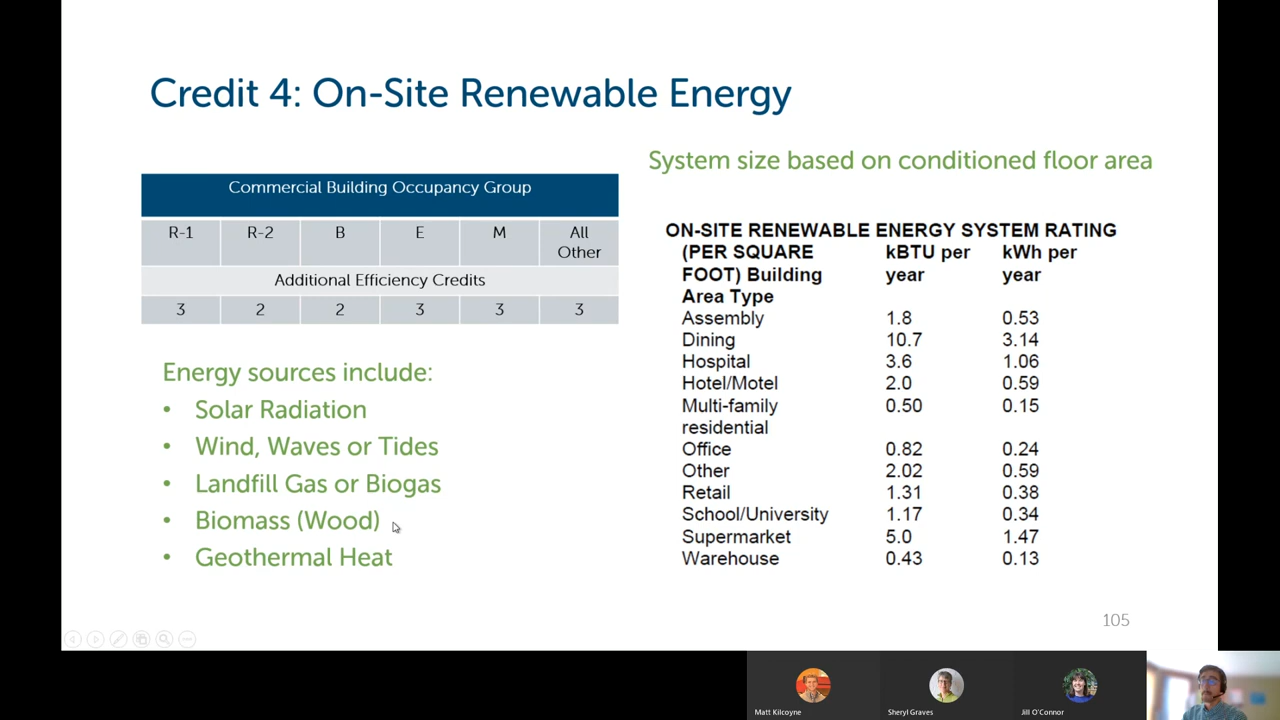 Credit 4: On-Site Renewable Energy
System size based on conditioned floor area
Commercial Building Occupancy Group
R-1 R-2 B E M All Other
Additional Efficiency Credits
3 2 2 3 3 3
Energy sources include:
• Solar Radiation
• Wind, Waves or Tides
• Landfill Gas or Biogas
• Biomass (Wood)
• Geothermal Heat
ON-SITE RENEWABLE ENERGY SYSTEM RATING
(PER SQUARE kBTU per kWh per
FOOT) Building year year
Area Type
Assembly 1.8 0.53
Dining 10.7 3.14
Hospital 3.6 1.06
Hotel/Motel 2.0 0.59
Multi-family 0.50 0.15
residential
Office 0.82 0.24
Other 2.02 0.59
Retail 1.31 0.38
School/University 1.17 0.34
Supermarket 5.0 1.47
Warehouse 0.43 0.13
105
Matt Kilcoyne Sheryl Graves Jill O'Connor